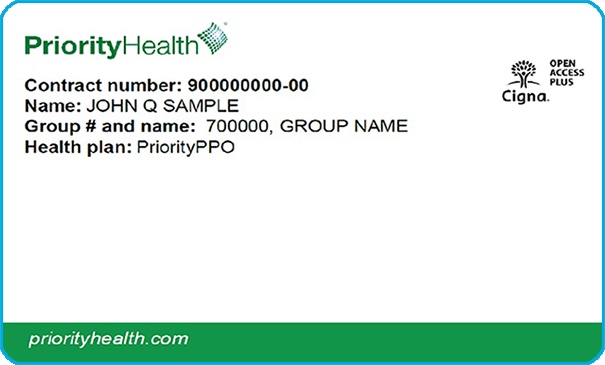 PriorityHealth
Contract number: 900000000-00
Name: JOHN Q SAMPLE
Group # and name: 700000, GROUP NAME
Health plan: PriorityPPO
OPEN
ACCESS
PLUS
Cigna.
priorityhealth.com